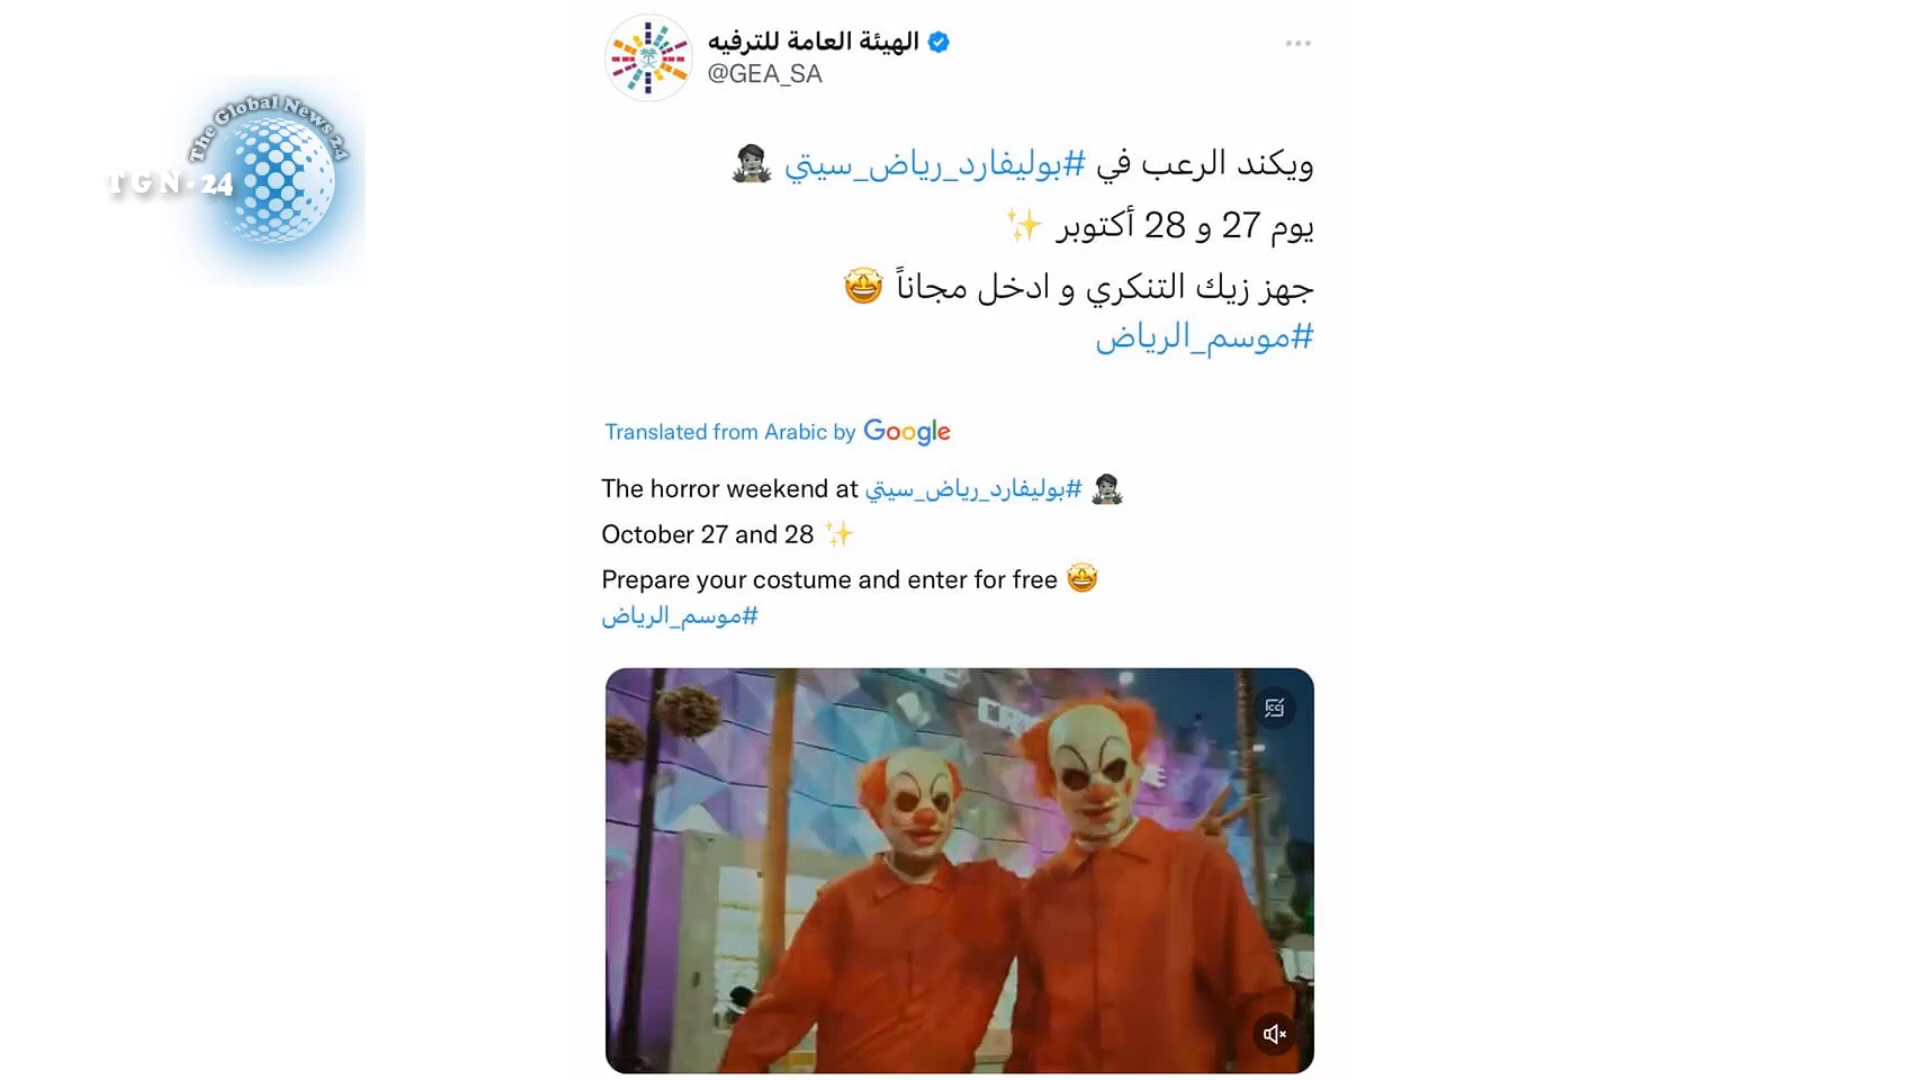 The Global News 24
TGN-24
الهيئة العامة للترفيه
@GEA_SA
ويكند الرعب في #بوليفارد_رياض_سيتي
يوم 27 و 28 أكتوبر
جهز زيك التنكري و ادخل مجاناً
#موسم_الرياض
Translated from Arabic by Google
The horror weekend at #بوليفارد_رياض_سيتي
October 27 and 28
Prepare your costume and enter for free
#موسم_الرياض